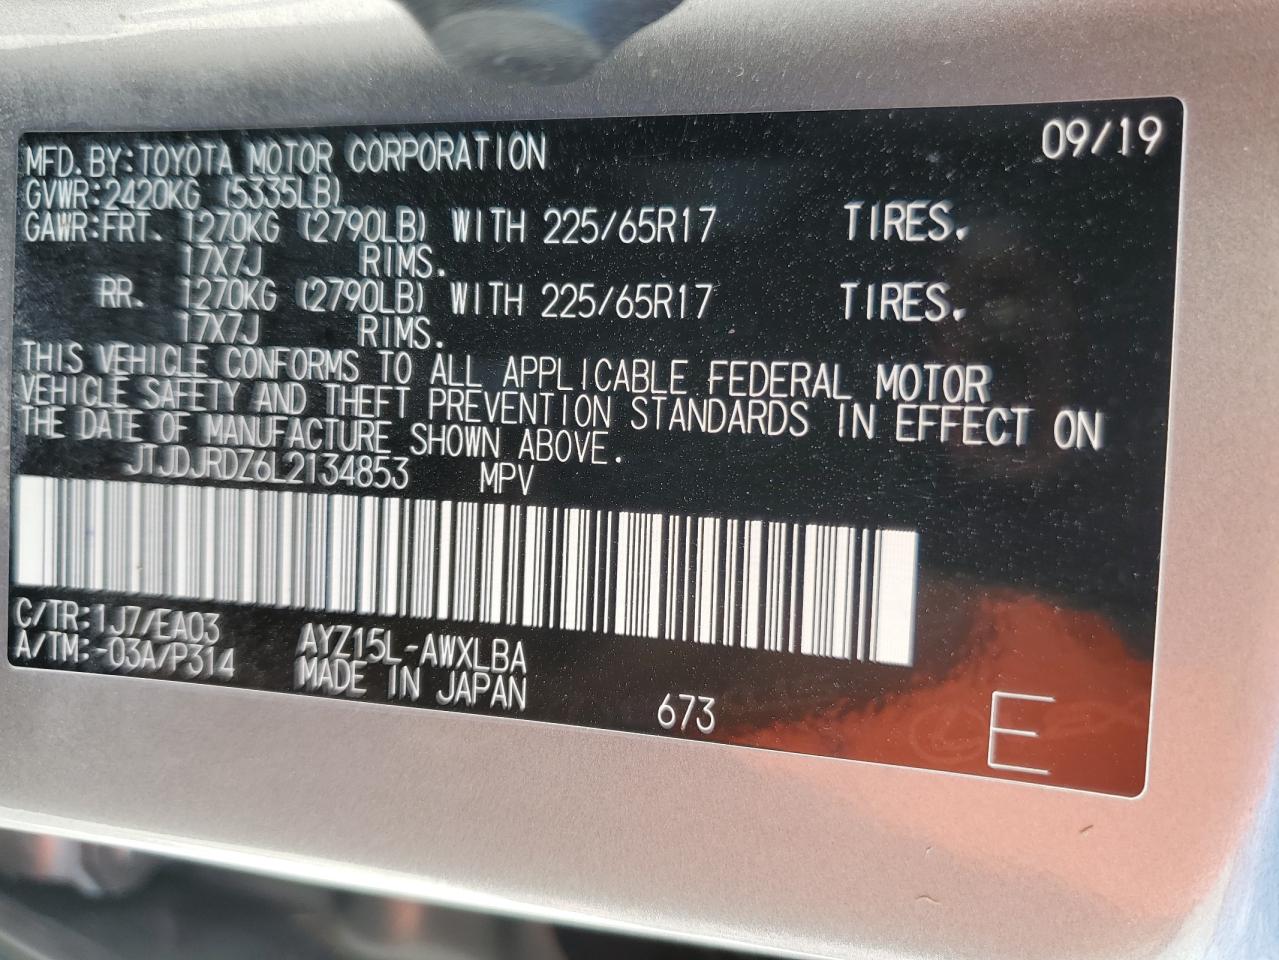 09/19
MFD.BY:TOYOTA MOTOR CORPORATION
GVWR:2420KG (5335LB)
GAWR:FRT. 1270KG (2790LB) WITH 225/65R17 TIRES.
17X7J RIMS.
RR. 1270KG (2790LB) WITH 225/65R17 TIRES.
17X7J RIMS.
THIS VEHICLE CONFORMS TO ALL APPLICABLE FEDERAL MOTOR
VEHICLE SAFETY AND THEFT PREVENTION STANDARDS IN EFFECT ON
THE DATE OF MANUFACTURE SHOWN ABOVE.
JTJDJRDZ6L2134853 MPV
C/TR:1J7/EA03 AYZ15L-AWXLBA
A/TM:-03A/P314 MADE IN JAPAN
673
E